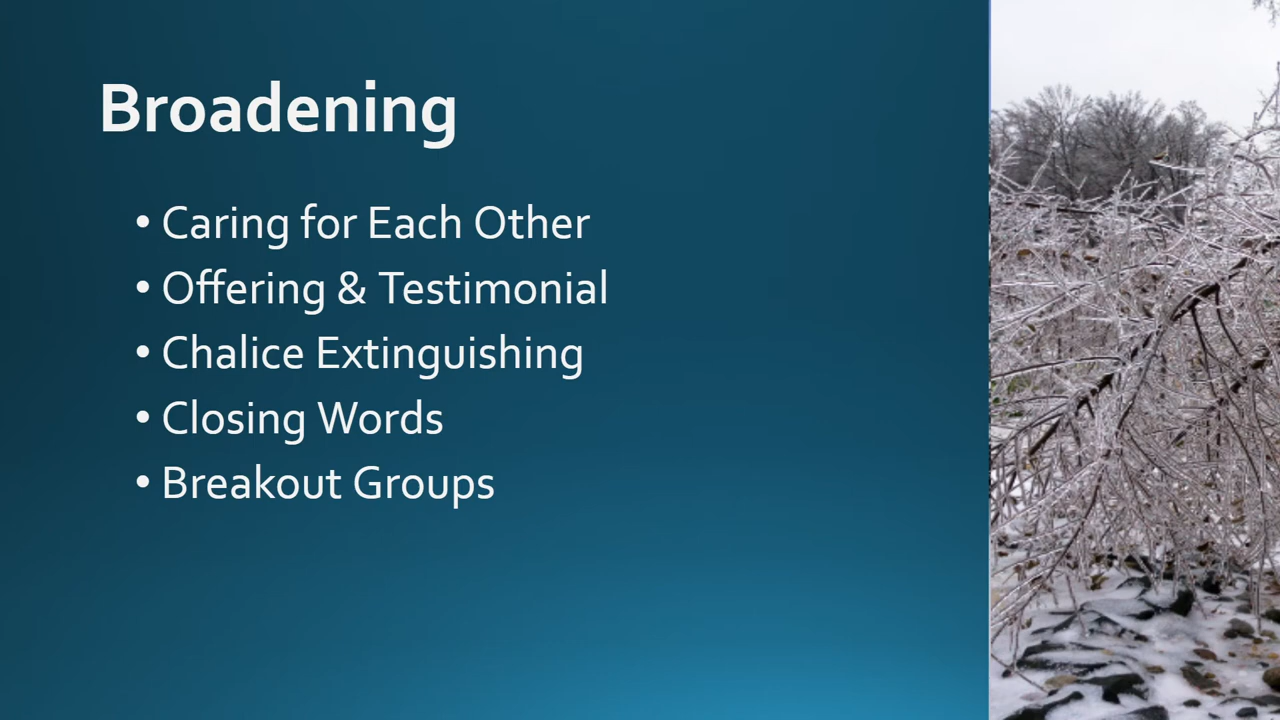 Broadening
• Caring for Each Other
• Offering & Testimonial
• Chalice Extinguishing
• Closing Words
• Breakout Groups